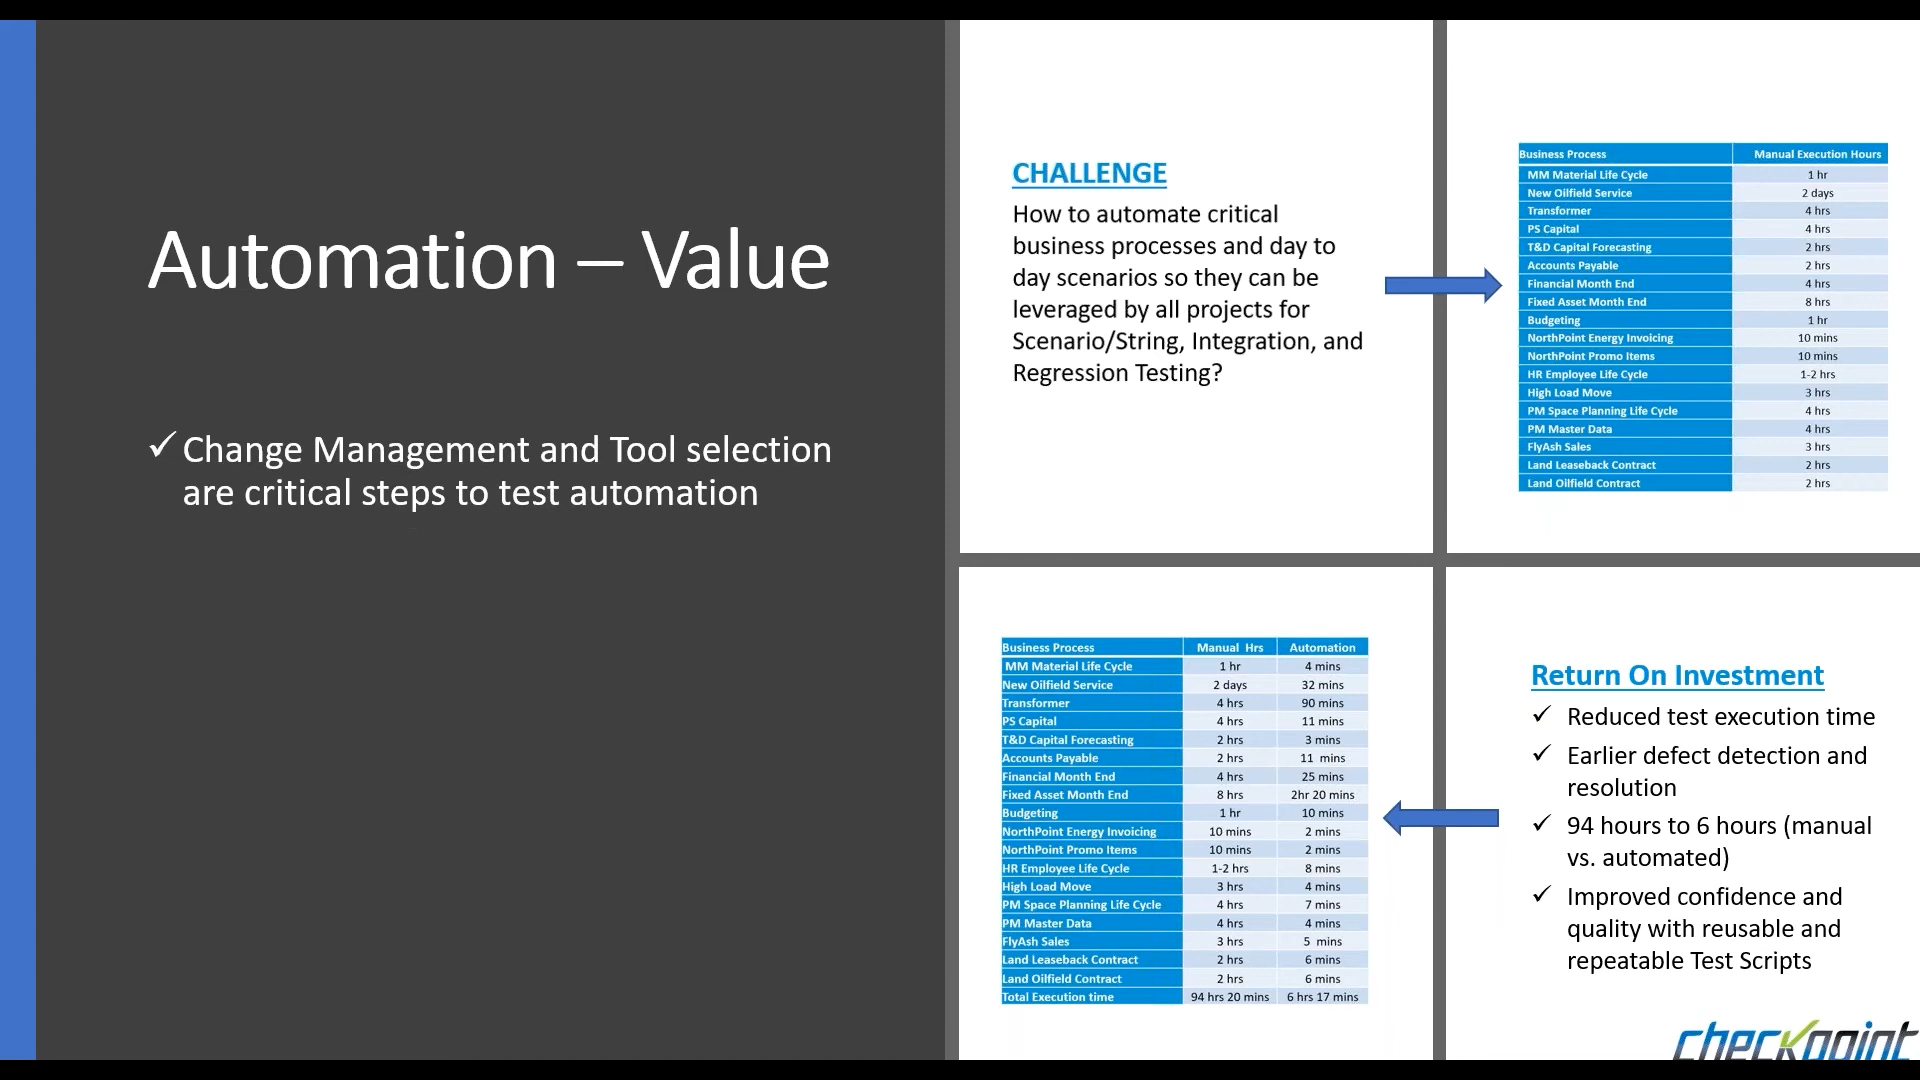 Automation – Value
✓ Change Management and Tool selection
are critical steps to test automation
CHALLENGE
How to automate critical
business processes and day to
day scenarios so they can be
leveraged by all projects for
Scenario/String, Integration, and
Regression Testing?
Business Process Manual Execution Hours
MM Material Life Cycle 1 hr
New Oilfield Service 2 days
Transformer 4 hrs
PS Capital 4 hrs
T&D Capital Forecasting 2 hrs
Accounts Payable 2 hrs
Financial Month End 4 hrs
Fixed Asset Month End 8 hrs
Budgeting 1 hr
NorthPoint Energy Invoicing 10 mins
NorthPoint Promo Items 10 mins
HR Employee Life Cycle 1-2 hrs
High Load Move 3 hrs
PM Space Planning Life Cycle 4 hrs
PM Master Data 4 hrs
FlyAsh Sales 3 hrs
Land Leaseback Contract 2 hrs
Land Oilfield Contract 2 hrs
Business Process Manual Hrs Automation
MM Material Life Cycle 1 hr 4 mins
New Oilfield Service 2 days 32 mins
Transformer 4 hrs 90 mins
PS Capital 4 hrs 11 mins
T&D Capital Forecasting 2 hrs 3 mins
Accounts Payable 2 hrs 11 mins
Financial Month End 4 hrs 25 mins
Fixed Asset Month End 8 hrs 2hr 20 mins
Budgeting 1 hr 10 mins
NorthPoint Energy Invoicing 10 mins 2 mins
NorthPoint Promo Items 10 mins 2 mins
HR Employee Life Cycle 1-2 hrs 8 mins
High Load Move 3 hrs 4 mins
PM Space Planning Life Cycle 4 hrs 7 mins
PM Master Data 4 hrs 4 mins
FlyAsh Sales 3 hrs 5 mins
Land Leaseback Contract 2 hrs 6 mins
Land Oilfield Contract 2 hrs 6 mins
Total Execution time 94 hrs 20 mins 6 hrs 17 mins
Return On Investment
✓ Reduced test execution time
✓ Earlier defect detection and
resolution
✓ 94 hours to 6 hours (manual
vs. automated)
✓ Improved confidence and
quality with reusable and
repeatable Test Scripts
checkpoint